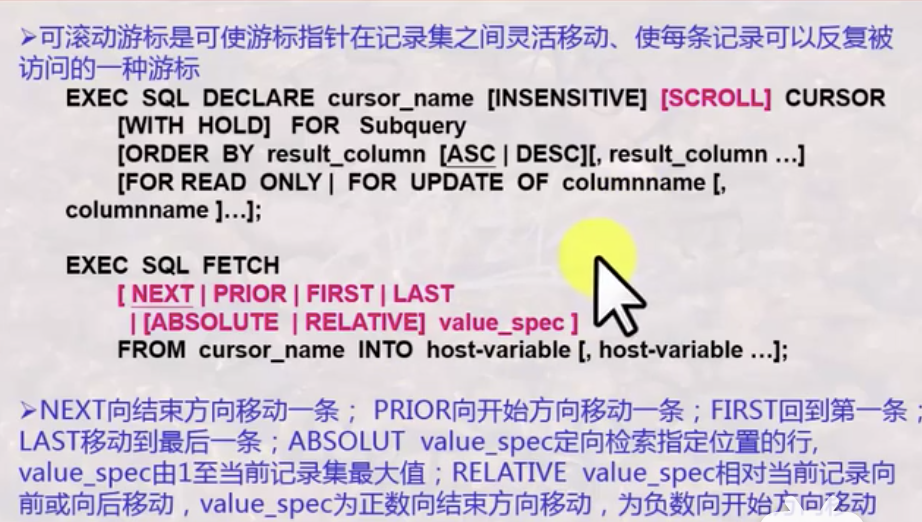 ➢可滚动游标是可使游标指针在记录集之间灵活移动、使每条记录可以反复被
访问的一种游标
EXEC SQL DECLARE cursor_name [INSENSITIVE] [SCROLL] CURSOR
[WITH HOLD] FOR Subquery
[ORDER BY result_column [ASC | DESC][, result_column …]
[FOR READ ONLY | FOR UPDATE OF columnname [,
columnname ]…];
EXEC SQL FETCH
[ NEXT | PRIOR | FIRST | LAST
| [ABSOLUTE | RELATIVE] value_spec ]
FROM cursor_name INTO host-variable [, host-variable …];
➢NEXT向结束方向移动一条； PRIOR向开始方向移动一条；FIRST回到第一条；
LAST移动到最后一条；ABSOLUT value_spec定向检索指定位置的行,
value_spec由1至当前记录集最大值；RELATIVE value_spec相对当前记录向
前或向后移动，value_spec为正数向结束方向移动，为负数向开始方向移动